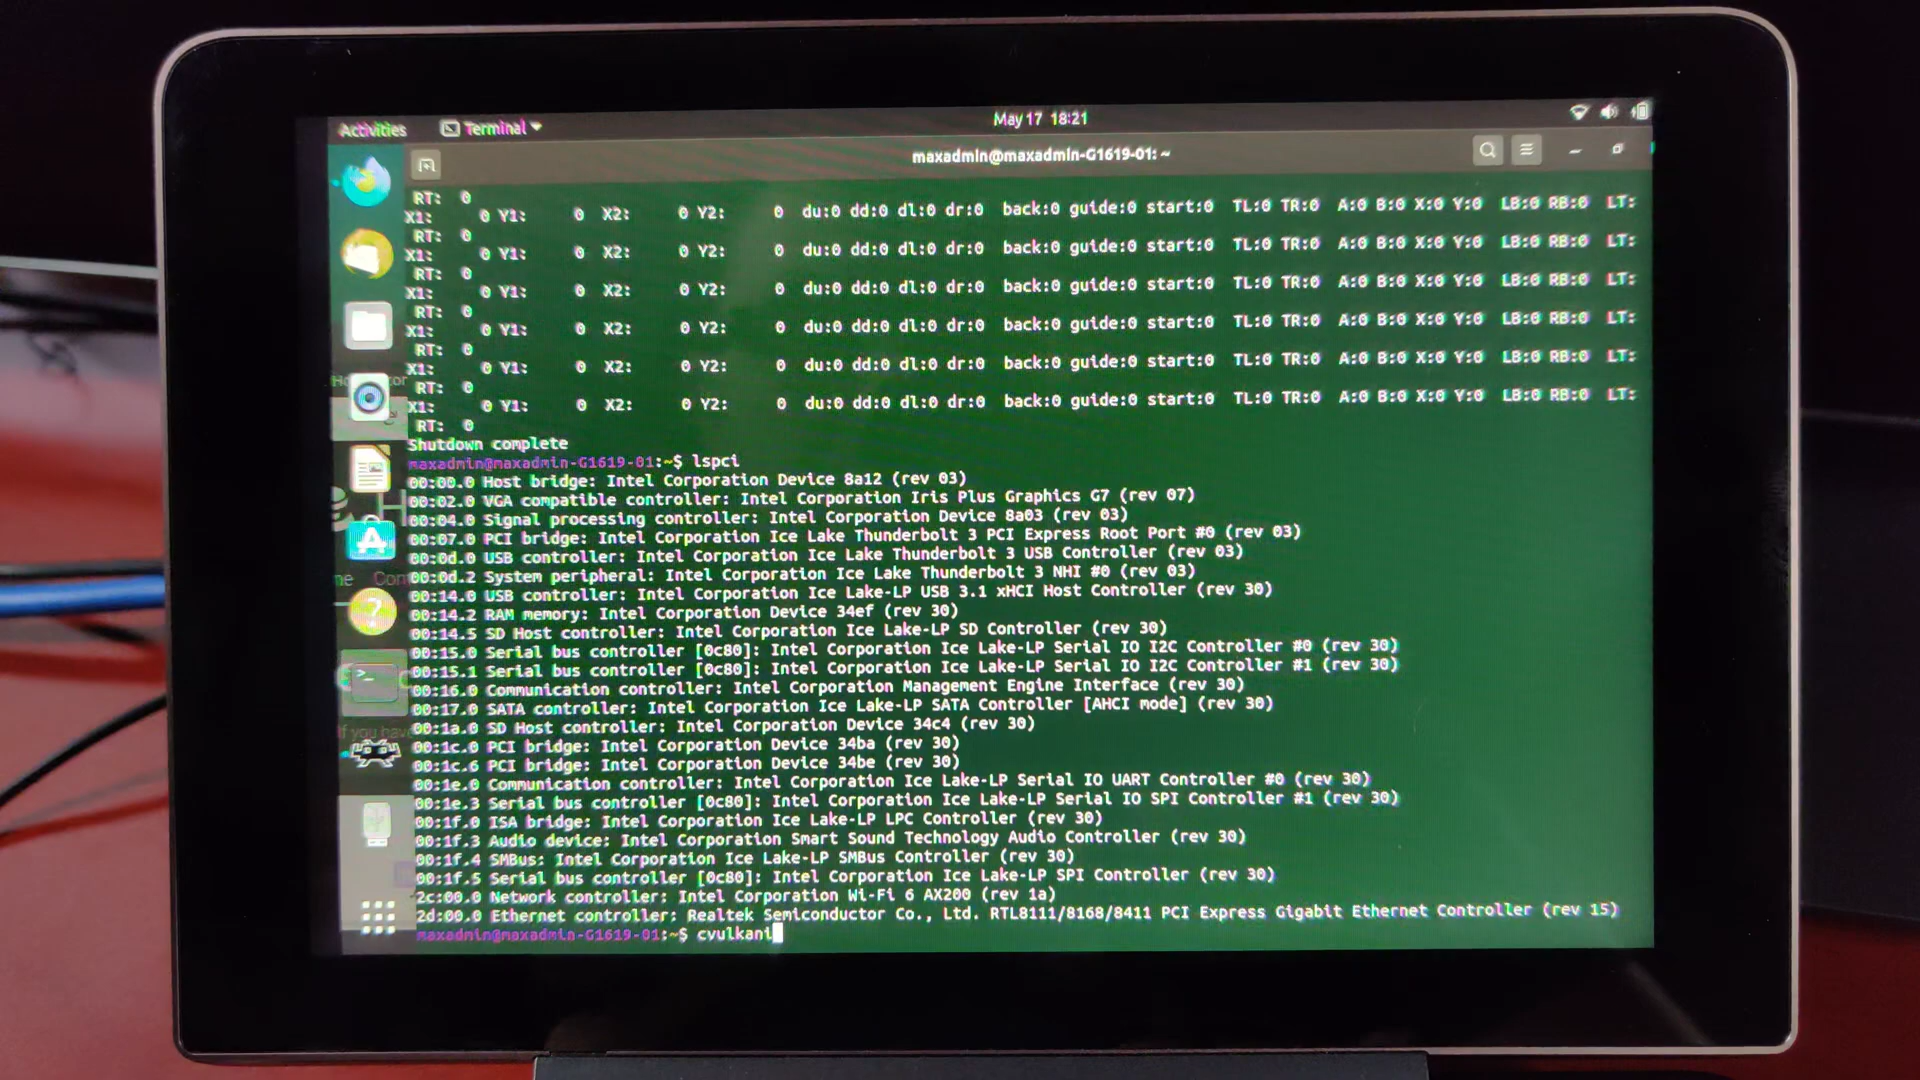 Activities
Terminal
May 17 18:21
maxadmin@maxadmin-G1619-01: ~
RT: 0
X1: 0 Y1: 0 X2: 0 Y2: 0 du:0 dd:0 dl:0 dr:0 back:0 guide:0 start:0 TL:0 TR:0 A:0 B:0 X:0 Y:0 LB:0 RB:0 LT:
RT: 0
X1: 0 Y1: 0 X2: 0 Y2: 0 du:0 dd:0 dl:0 dr:0 back:0 guide:0 start:0 TL:0 TR:0 A:0 B:0 X:0 Y:0 LB:0 RB:0 LT:
RT: 0
X1: 0 Y1: 0 X2: 0 Y2: 0 du:0 dd:0 dl:0 dr:0 back:0 guide:0 start:0 TL:0 TR:0 A:0 B:0 X:0 Y:0 LB:0 RB:0 LT:
RT: 0
X1: 0 Y1: 0 X2: 0 Y2: 0 du:0 dd:0 dl:0 dr:0 back:0 guide:0 start:0 TL:0 TR:0 A:0 B:0 X:0 Y:0 LB:0 RB:0 LT:
RT: 0
X1: 0 Y1: 0 X2: 0 Y2: 0 du:0 dd:0 dl:0 dr:0 back:0 guide:0 start:0 TL:0 TR:0 A:0 B:0 X:0 Y:0 LB:0 RB:0 LT:
RT: 0
X1: 0 Y1: 0 X2: 0 Y2: 0 du:0 dd:0 dl:0 dr:0 back:0 guide:0 start:0 TL:0 TR:0 A:0 B:0 X:0 Y:0 LB:0 RB:0 LT:
RT: 0
Shutdown complete
maxadmin@maxadmin-G1619-01:~$ lspci
00:00.0 Host bridge: Intel Corporation Device 8a12 (rev 03)
00:02.0 VGA compatible controller: Intel Corporation Iris Plus Graphics G7 (rev 07)
00:04.0 Signal processing controller: Intel Corporation Device 8a03 (rev 03)
00:07.0 PCI bridge: Intel Corporation Ice Lake Thunderbolt 3 PCI Express Root Port #0 (rev 03)
00:0d.0 USB controller: Intel Corporation Ice Lake Thunderbolt 3 USB Controller (rev 03)
00:0d.2 System peripheral: Intel Corporation Ice Lake Thunderbolt 3 NHI #0 (rev 03)
00:14.0 USB controller: Intel Corporation Ice Lake-LP USB 3.1 xHCI Host Controller (rev 30)
00:14.2 RAM memory: Intel Corporation Device 34ef (rev 30)
00:14.5 SD Host controller: Intel Corporation Ice Lake-LP SD Controller (rev 30)
00:15.0 Serial bus controller [0c80]: Intel Corporation Ice Lake-LP Serial IO I2C Controller #0 (rev 30)
00:15.1 Serial bus controller [0c80]: Intel Corporation Ice Lake-LP Serial IO I2C Controller #1 (rev 30)
00:16.0 Communication controller: Intel Corporation Management Engine Interface (rev 30)
00:17.0 SATA controller: Intel Corporation Ice Lake-LP SATA Controller [AHCI mode] (rev 30)
00:1a.0 SD Host controller: Intel Corporation Device 34c4 (rev 30)
00:1c.0 PCI bridge: Intel Corporation Device 34ba (rev 30)
00:1c.6 PCI bridge: Intel Corporation Device 34be (rev 30)
00:1e.0 Communication controller: Intel Corporation Ice Lake-LP Serial IO UART Controller #0 (rev 30)
00:1e.3 Serial bus controller [0c80]: Intel Corporation Ice Lake-LP Serial IO SPI Controller #1 (rev 30)
00:1f.0 ISA bridge: Intel Corporation Ice Lake-LP LPC Controller (rev 30)
00:1f.3 Audio device: Intel Corporation Smart Sound Technology Audio Controller (rev 30)
00:1f.4 SMBus: Intel Corporation Ice Lake-LP SMBus Controller (rev 30)
00:1f.5 Serial bus controller [0c80]: Intel Corporation Ice Lake-LP SPI Controller (rev 30)
2c:00.0 Network controller: Intel Corporation Wi-Fi 6 AX200 (rev 1a)
2d:00.0 Ethernet controller: Realtek Semiconductor Co., Ltd. RTL8111/8168/8411 PCI Express Gigabit Ethernet Controller (rev 15)
maxadmin@maxadmin-G1619-01:~$ cvulkani
If you have